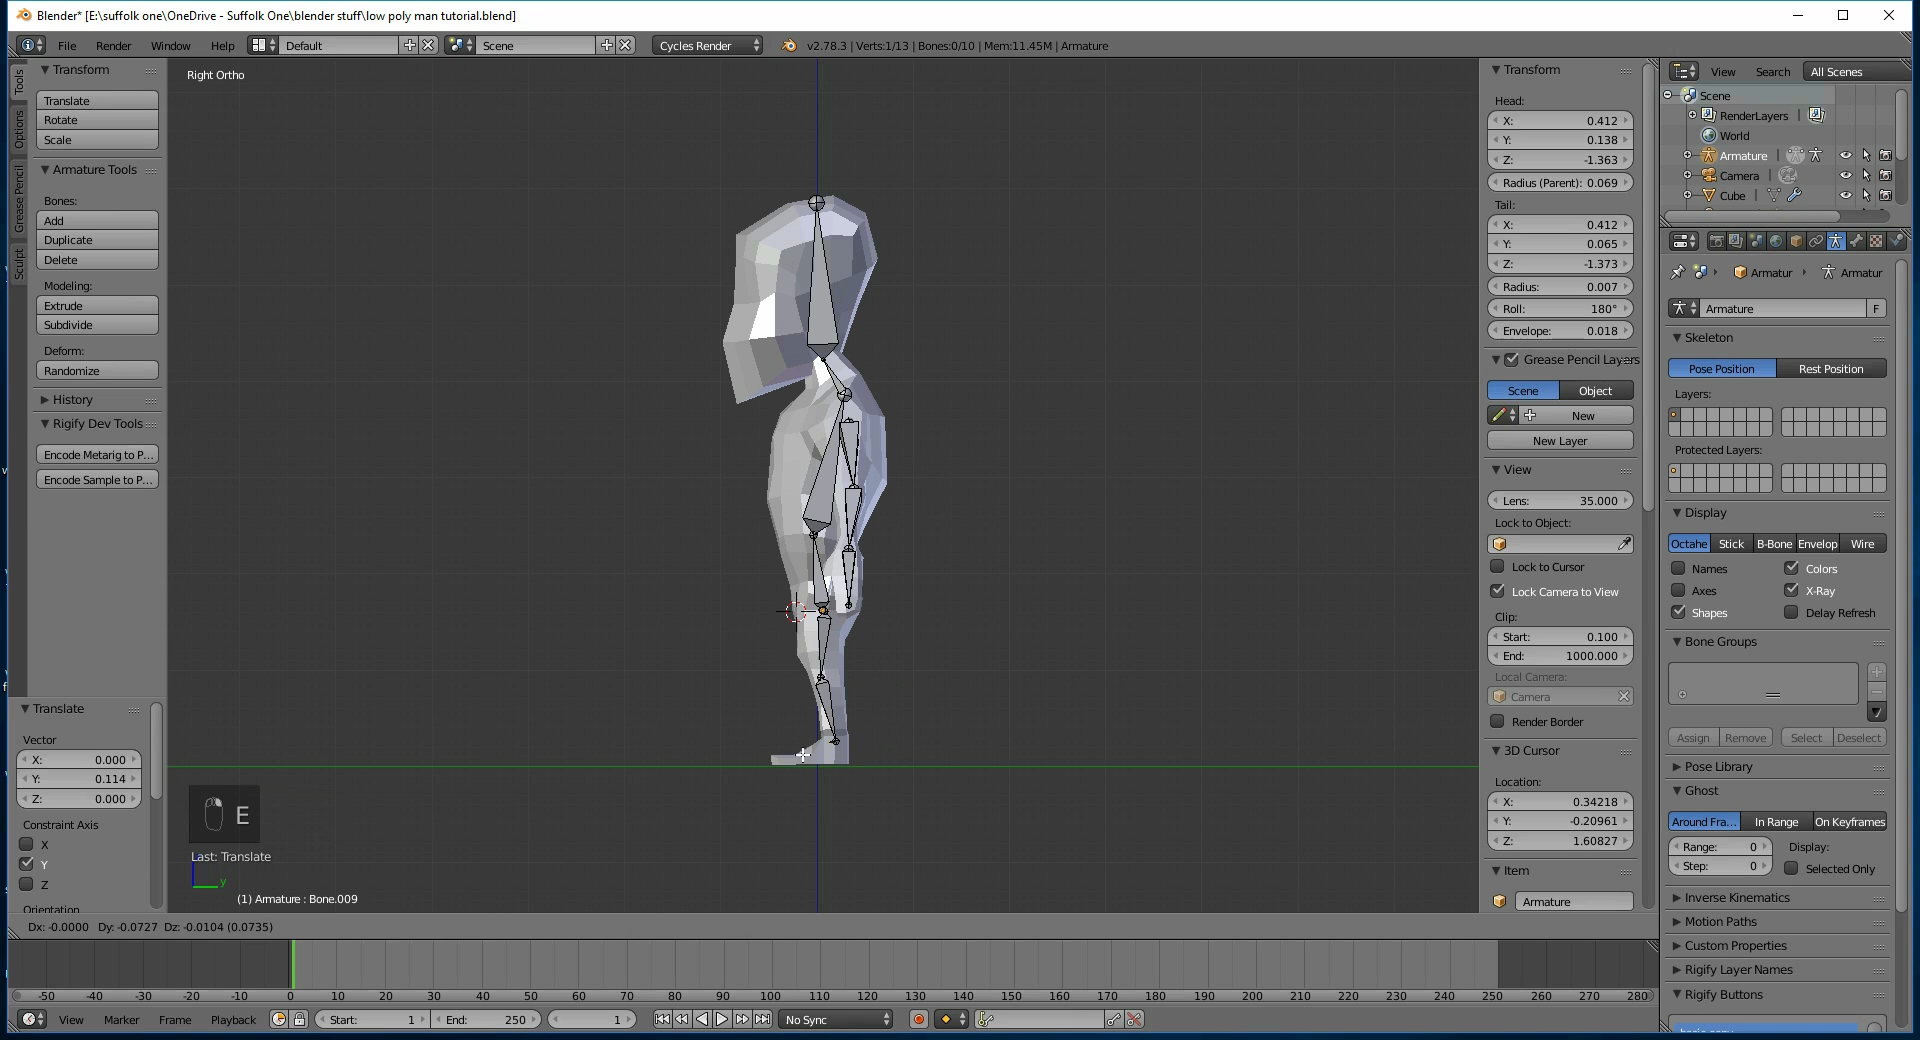 Blender* [E:\suffolk one\OneDrive - Suffolk One\blender stuff\low poly man tutorial.blend]
File Render Window Help Default Scene Cycles Render v2.78.3 | Verts:1/13 | Bones:0/10 | Mem:11.45M | Armature
Tools
Options
Grease Pencil
Sculpt
Transform
Translate
Rotate
Scale
Armature Tools
Bones:
Add
Duplicate
Delete
Modeling:
Extrude
Subdivide
Deform:
Randomize
History
Rigify Dev Tools
Encode Metarig to P...
Encode Sample to P...
Translate
Vector
X: 0.000
Y: 0.114
Z: 0.000
Constraint Axis
X
Y
Z
Orientation
Right Ortho
E
Last: Translate
y
(1) Armature : Bone.009
Transform
Head:
X: 0.412
Y: 0.138
Z: -1.363
Radius (Parent): 0.069
Tail:
X: 0.412
Y: 0.065
Z: -1.373
Radius: 0.007
Roll: 180°
Envelope: 0.018
Grease Pencil Layers
Scene Object
New
New Layer
View
Lens: 35.000
Lock to Object:
Lock to Cursor
Lock Camera to View
Clip:
Start: 0.100
End: 1000.000
Local Camera:
Camera
Render Border
3D Cursor
Location:
X: 0.34218
Y: -0.20961
Z: 1.60827
Item
Armature
View Search All Scenes
Scene
RenderLayers
World
Armature
Camera
Cube
Armatur Armatur
Armature F
Skeleton
Pose Position Rest Position
Layers:
Protected Layers:
Display
Octahe Stick B-Bone Envelop Wire
Names Colors
Axes X-Ray
Shapes Delay Refresh
Bone Groups
Assign Remove Select Deselect
Pose Library
Ghost
Around Fra... In Range On Keyframes
Range: 0 Display:
Step: 0 Selected Only
Inverse Kinematics
Motion Paths
Custom Properties
Rigify Layer Names
Rigify Buttons
Dx: -0.0000 Dy: -0.0727 Dz: -0.0104 (0.0735)
-50 -40 -30 -20 -10 0 10 20 30 40 50 60 70 80 90 100 110 120 130 140 150 160 170 180 190 200 210 220 230 240 250 260 270 280
View Marker Frame Playback Start: 1 End: 250 1 No Sync